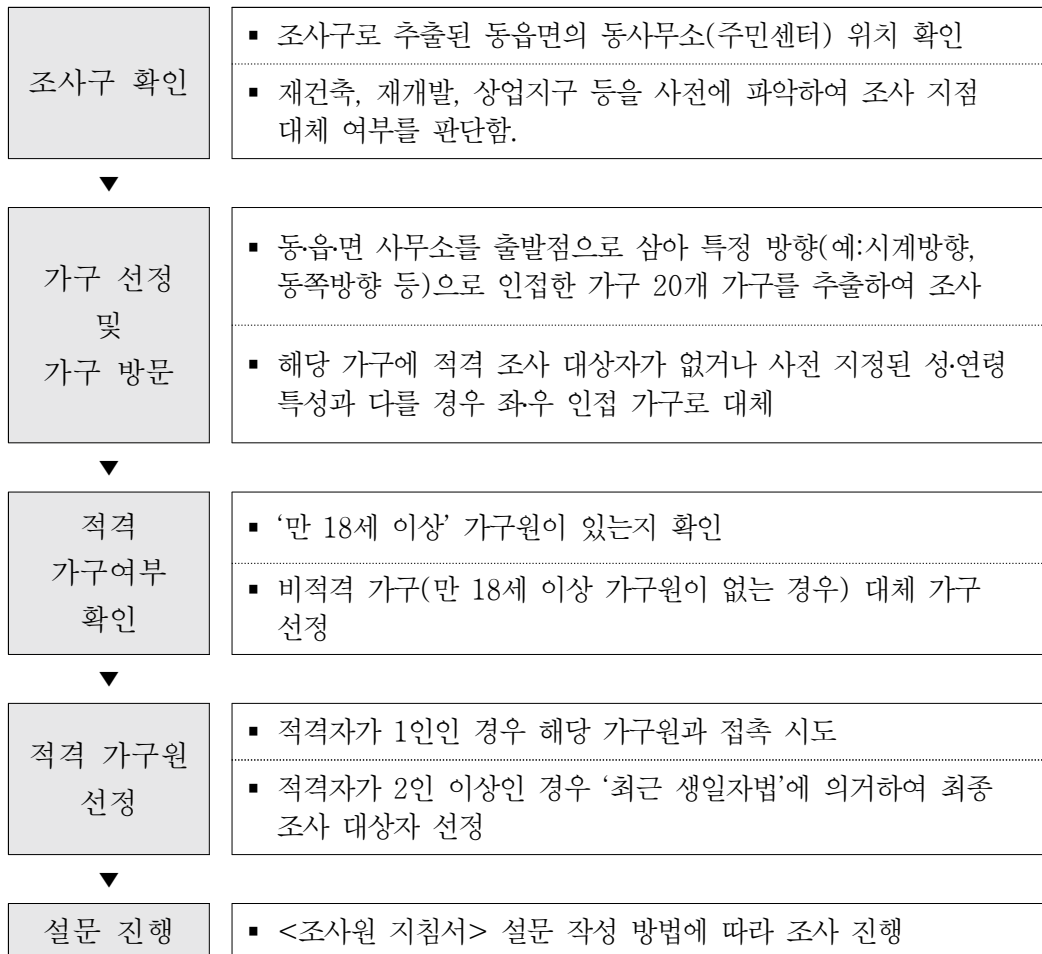 조사구 확인
▪ 조사구로 추출된 동읍면의 동사무소(주민센터) 위치 확인
▪ 재건축, 재개발, 상업지구 등을 사전에 파악하여 조사 지점
대체 여부를 판단함.
▼
가구 선정
및
가구 방문
▪ 동·읍·면 사무소를 출발점으로 삼아 특정 방향(예:시계방향,
동쪽방향 등)으로 인접한 가구 20개 가구를 추출하여 조사
▪ 해당 가구에 적격 조사 대상자가 없거나 사전 지정된 성·연령
특성과 다를 경우 좌·우 인접 가구로 대체
▼
적격
가구여부
확인
▪ ‘만 18세 이상’ 가구원이 있는지 확인
▪ 비적격 가구(만 18세 이상 가구원이 없는 경우) 대체 가구
선정
▼
적격 가구원
선정
▪ 적격자가 1인인 경우 해당 가구원과 접촉 시도
▪ 적격자가 2인 이상인 경우 ‘최근 생일자법’에 의거하여 최종
조사 대상자 선정
▼
설문 진행
▪ <조사원 지침서> 설문 작성 방법에 따라 조사 진행